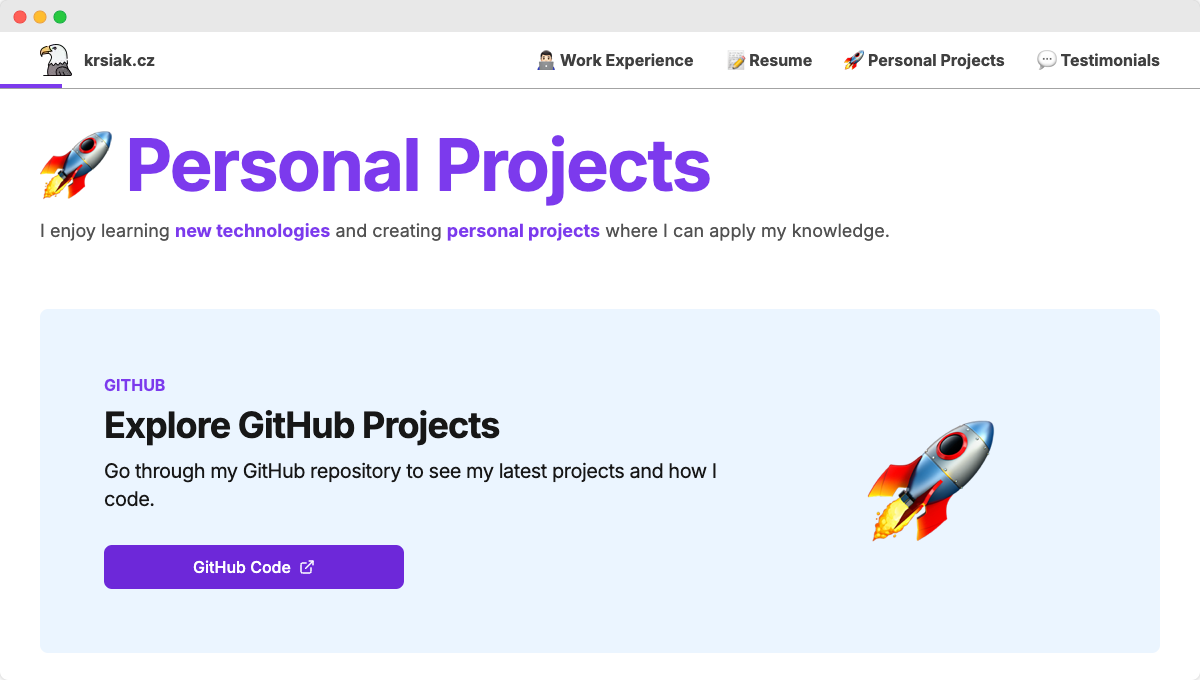 krsiak.cz
Work Experience
Resume
Personal Projects
Testimonials
Personal Projects
I enjoy learning new technologies and creating personal projects where I can apply my knowledge.
GITHUB
Explore GitHub Projects
Go through my GitHub repository to see my latest projects and how I
code.
GitHub Code